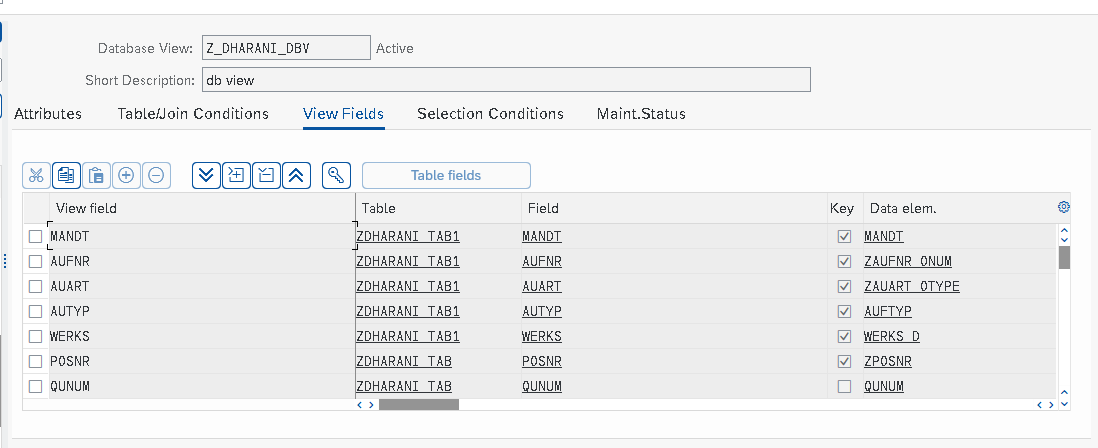 Database View: Z_DHARANI_DBV Active
Short Description: db view
Attributes Table/Join Conditions View Fields Selection Conditions Maint.Status
Table fields
View field Table Field Key Data elem.
MANDT ZDHARANI_TAB1 MANDT MANDT
AUFNR ZDHARANI_TAB1 AUFNR ZAUFNR_ONUM
AUART ZDHARANI_TAB1 AUART ZAUART_OTYPE
AUTYP ZDHARANI_TAB1 AUTYP AUFTYP
WERKS ZDHARANI_TAB1 WERKS WERKS_D
POSNR ZDHARANI_TAB POSNR ZPOSNR
QUNUM ZDHARANI_TAB QUNUM QUNUM